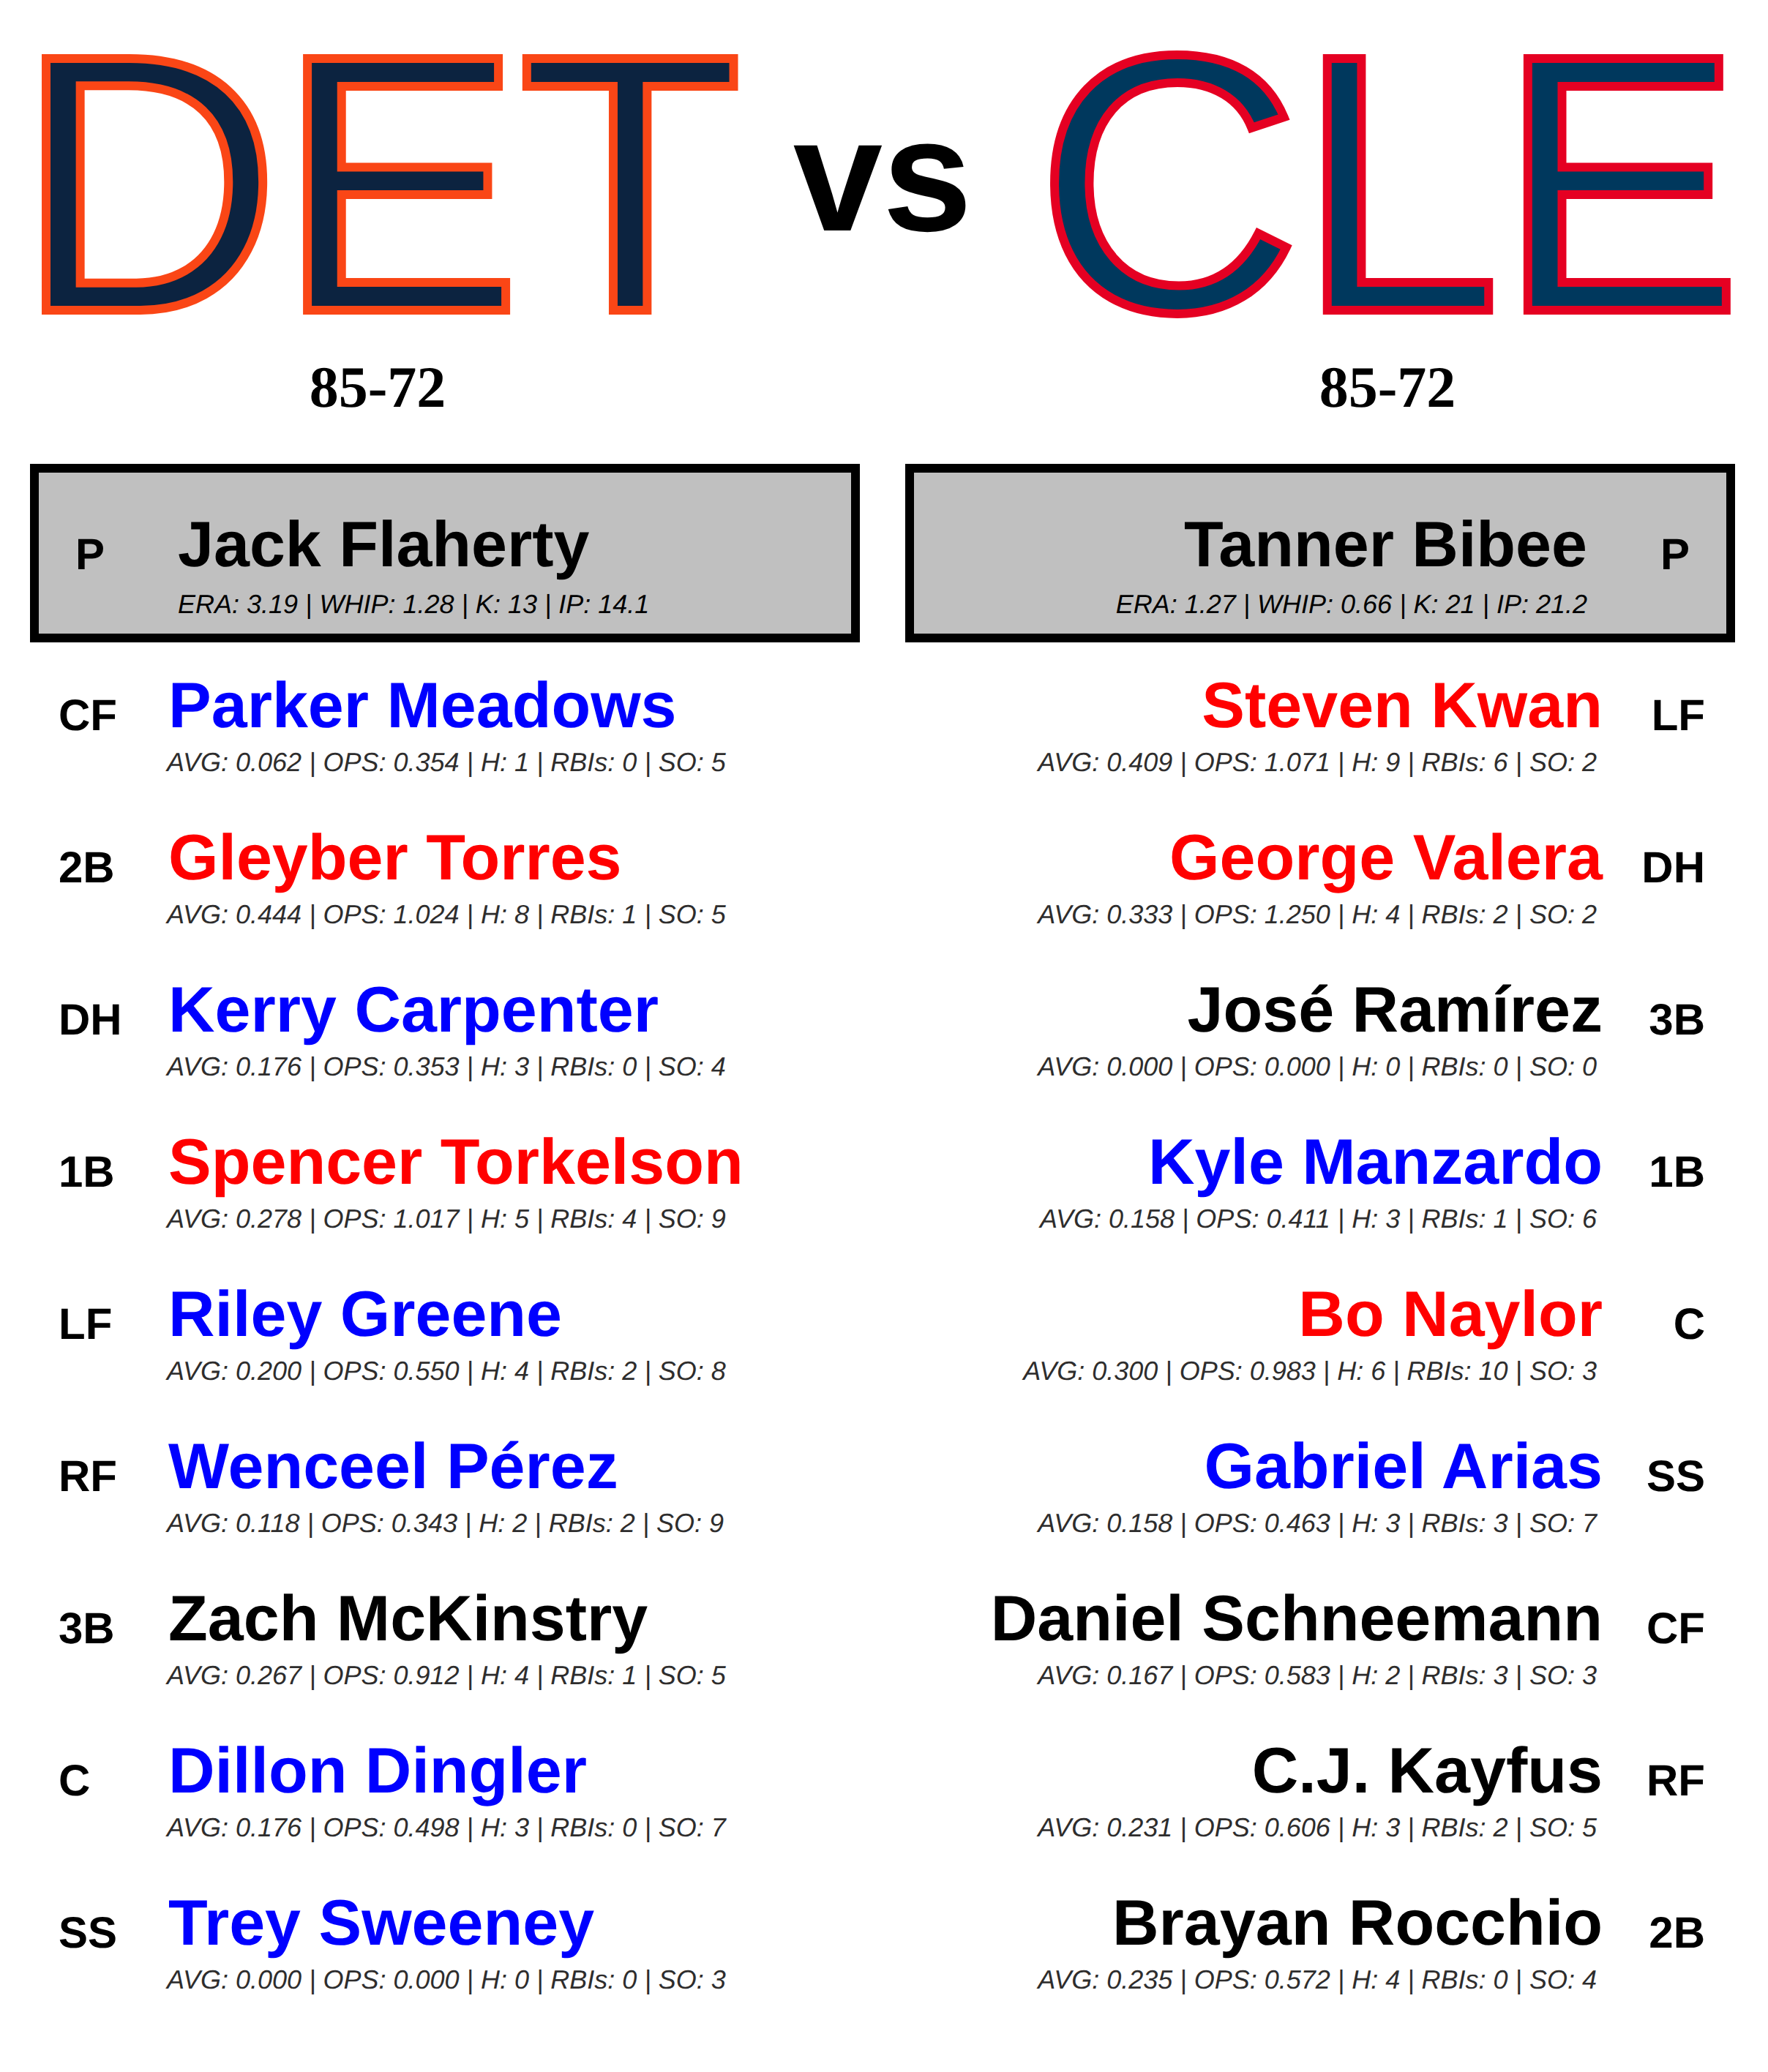 DET vs CLE
85-72
85-72
P Jack Flaherty
ERA: 3.19 | WHIP: 1.28 | K: 13 | IP: 14.1
Tanner Bibee P
ERA: 1.27 | WHIP: 0.66 | K: 21 | IP: 21.2
CF Parker Meadows
AVG: 0.062 | OPS: 0.354 | H: 1 | RBIs: 0 | SO: 5
2B Gleyber Torres
AVG: 0.444 | OPS: 1.024 | H: 8 | RBIs: 1 | SO: 5
DH Kerry Carpenter
AVG: 0.176 | OPS: 0.353 | H: 3 | RBIs: 0 | SO: 4
1B Spencer Torkelson
AVG: 0.278 | OPS: 1.017 | H: 5 | RBIs: 4 | SO: 9
LF Riley Greene
AVG: 0.200 | OPS: 0.550 | H: 4 | RBIs: 2 | SO: 8
RF Wenceel Pérez
AVG: 0.118 | OPS: 0.343 | H: 2 | RBIs: 2 | SO: 9
3B Zach McKinstry
AVG: 0.267 | OPS: 0.912 | H: 4 | RBIs: 1 | SO: 5
C Dillon Dingler
AVG: 0.176 | OPS: 0.498 | H: 3 | RBIs: 0 | SO: 7
SS Trey Sweeney
AVG: 0.000 | OPS: 0.000 | H: 0 | RBIs: 0 | SO: 3
Steven Kwan LF
AVG: 0.409 | OPS: 1.071 | H: 9 | RBIs: 6 | SO: 2
George Valera DH
AVG: 0.333 | OPS: 1.250 | H: 4 | RBIs: 2 | SO: 2
José Ramírez 3B
AVG: 0.000 | OPS: 0.000 | H: 0 | RBIs: 0 | SO: 0
Kyle Manzardo 1B
AVG: 0.158 | OPS: 0.411 | H: 3 | RBIs: 1 | SO: 6
Bo Naylor C
AVG: 0.300 | OPS: 0.983 | H: 6 | RBIs: 10 | SO: 3
Gabriel Arias SS
AVG: 0.158 | OPS: 0.463 | H: 3 | RBIs: 3 | SO: 7
Daniel Schneemann CF
AVG: 0.167 | OPS: 0.583 | H: 2 | RBIs: 3 | SO: 3
C.J. Kayfus RF
AVG: 0.231 | OPS: 0.606 | H: 3 | RBIs: 2 | SO: 5
Brayan Rocchio 2B
AVG: 0.235 | OPS: 0.572 | H: 4 | RBIs: 0 | SO: 4